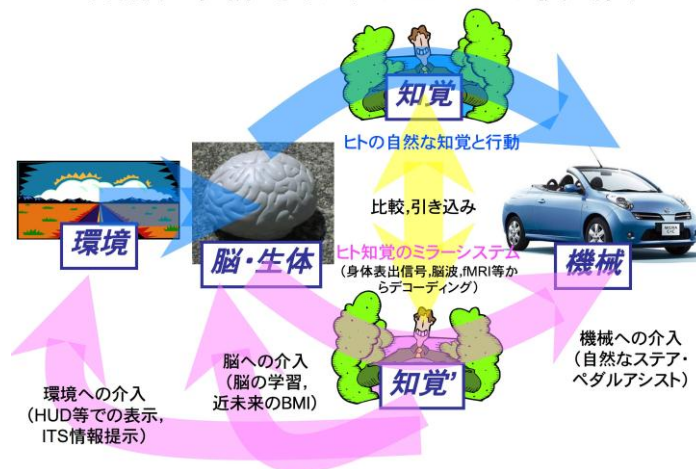 知覚
ヒトの自然な知覚と行動
比較,引き込み
環境
脳・生体
ヒト知覚のミラーシステム
(身体表出信号,脳波,fMRI等か
らデコーディング)
機械
知覚’
環境への介入
(HUD等での表示,
ITS情報提示)
脳への介入
(脳の学習,
近未来のBMI)
機械への介入
(自然なステア・
ペダルアシスト)